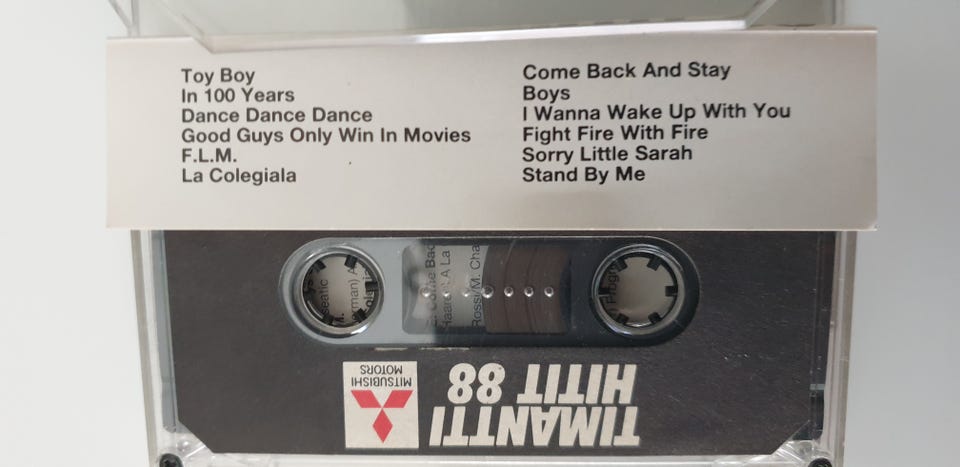 Toy Boy
In 100 Years
Dance Dance Dance
Good Guys Only Win In Movies
F.L.M.
La Colegiala
Come Back And Stay
Boys
I Wanna Wake Up With You
Fight Fire With Fire
Sorry Little Sarah
Stand By Me
TIMANTTI
HITIT 88
MITSUBISHI
MOTORS